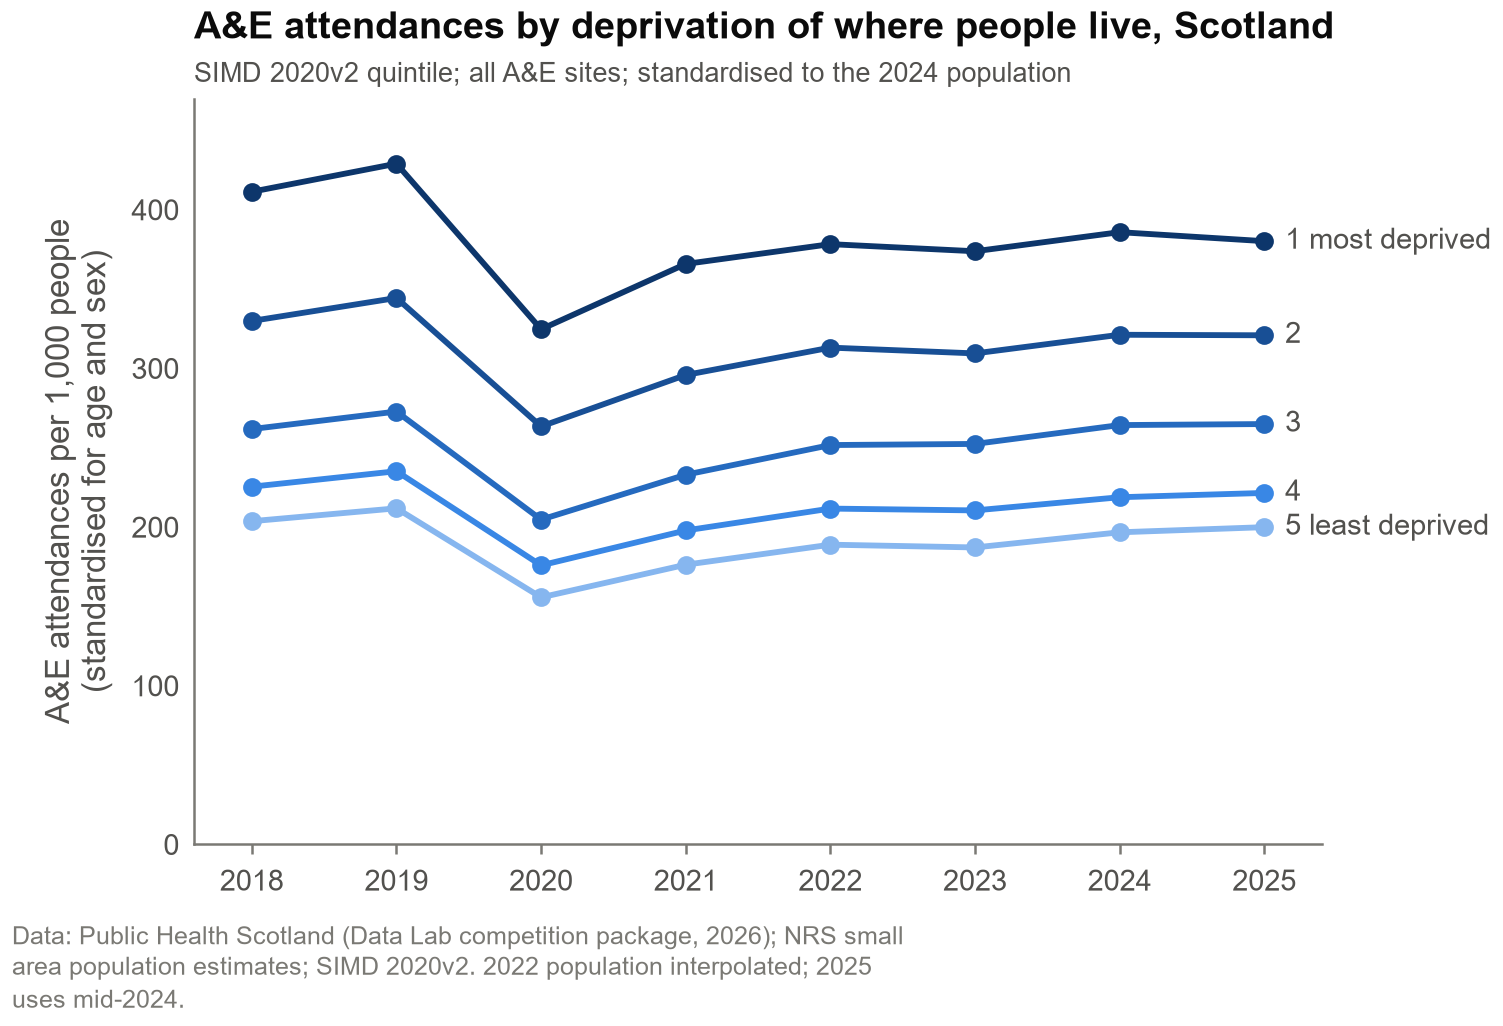 A&E attendances by deprivation of where people live, Scotland
SIMD 2020v2 quintile; all A&E sites; standardised to the 2024 population
A&E attendances per 1,000 people
(standardised for age and sex)
400
300
200
100
0
1 most deprived
2
3
4
5 least deprived
2018
2019
2020
2021
2022
2023
2024
2025
Data: Public Health Scotland (Data Lab competition package, 2026); NRS small
area population estimates; SIMD 2020v2. 2022 population interpolated; 2025
uses mid-2024.